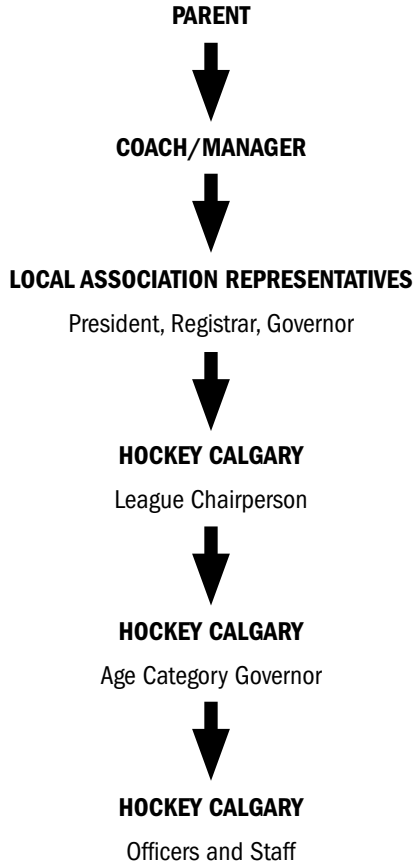 PARENT
COACH/MANAGER
LOCAL ASSOCIATION REPRESENTATIVES
President, Registrar, Governor
HOCKEY CALGARY
League Chairperson
HOCKEY CALGARY
Age Category Governor
HOCKEY CALGARY
Officers and Staff